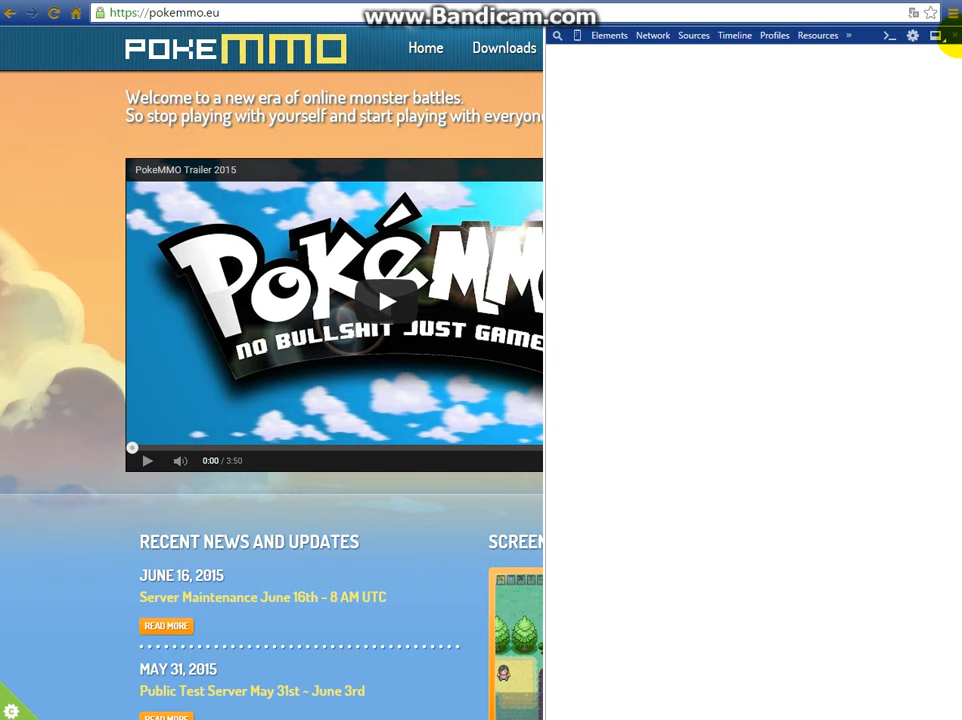 www.Bandicam.com
https://pokemmo.eu
POKEMMO
Home
Downloads
Elements
Network
Sources
Timeline
Profiles
Resources
»
Welcome to a new era of online monster battles.
So stop playing with yourself and start playing with everyone
PokeMMO Trailer 2015
PokéMM
NO BULLSHIT JUST GAME
0:00 / 3:50
RECENT NEWS AND UPDATES
SCREEN
JUNE 16, 2015
Server Maintenance June 16th - 8 AM UTC
READ MORE
MAY 31, 2015
Public Test Server May 31st ~ June 3rd
READ MORE